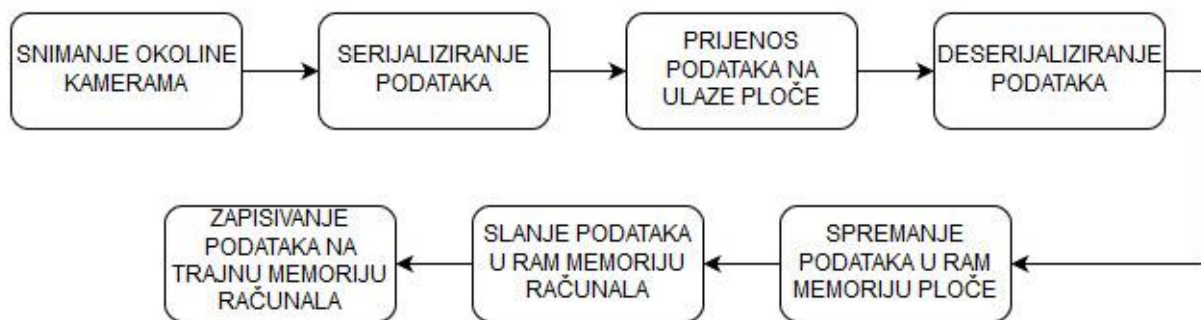 SNIMANJE OKOLINE
KAMERAMA
SERIJALIZIRANJE
PODATAKA
PRIJENOS
PODATAKA NA
ULAZE PLOČE
DESERIJALIZIRANJE
PODATAKA
SPREMANJE
PODATAKA U RAM
MEMORIJU PLOČE
SLANJE PODATAKA
U RAM MEMORIJU
RAČUNALA
ZAPISIVANJE
PODATAKA NA
TRAJNU MEMORIJU
RAČUNALA